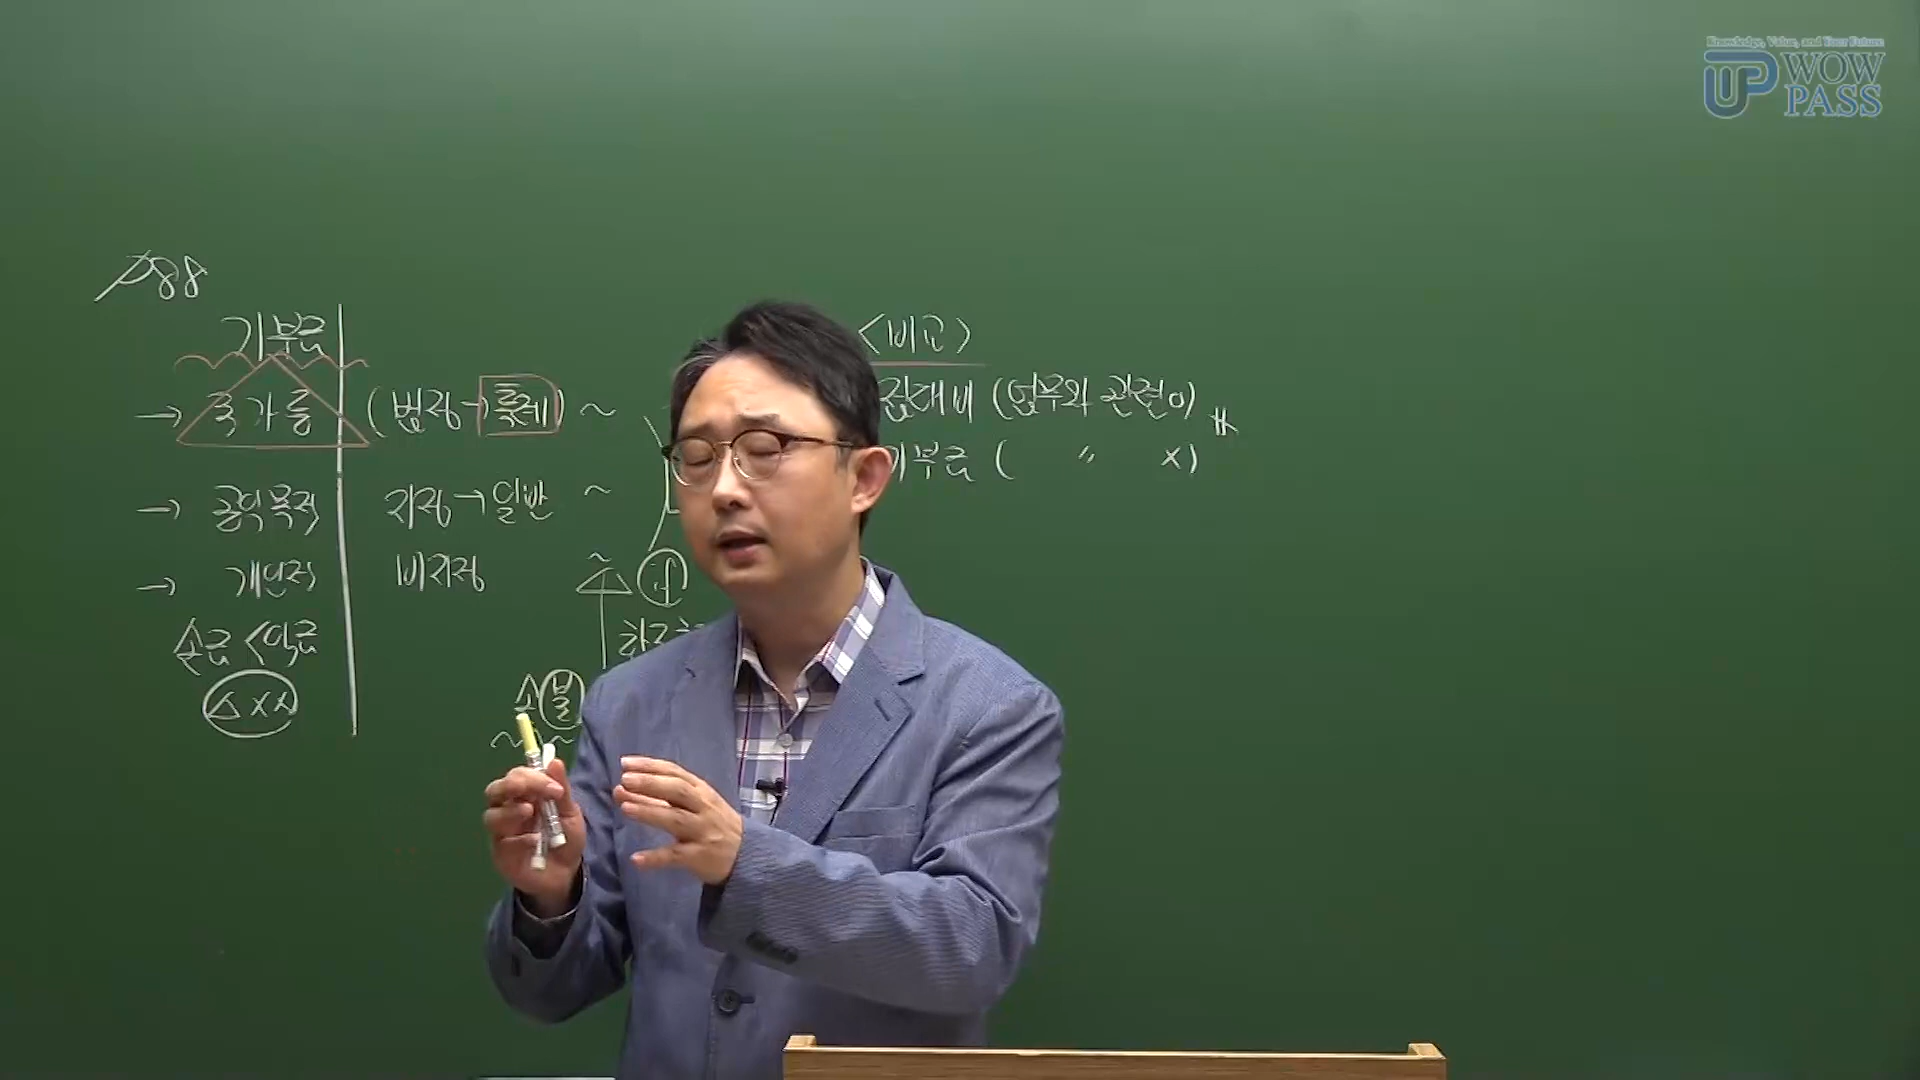 Knowledge, Value, and Your Future
UP WOW PASS
P88
기부금
→ 국가등 (법정→특례) ~
→ 공익목적 지정→일반 ~
→ 개인적 비지정
손금 <익금
△ X X
<비교>
접대비 (업무와 관련 O)
기부금 ( 〃 X)